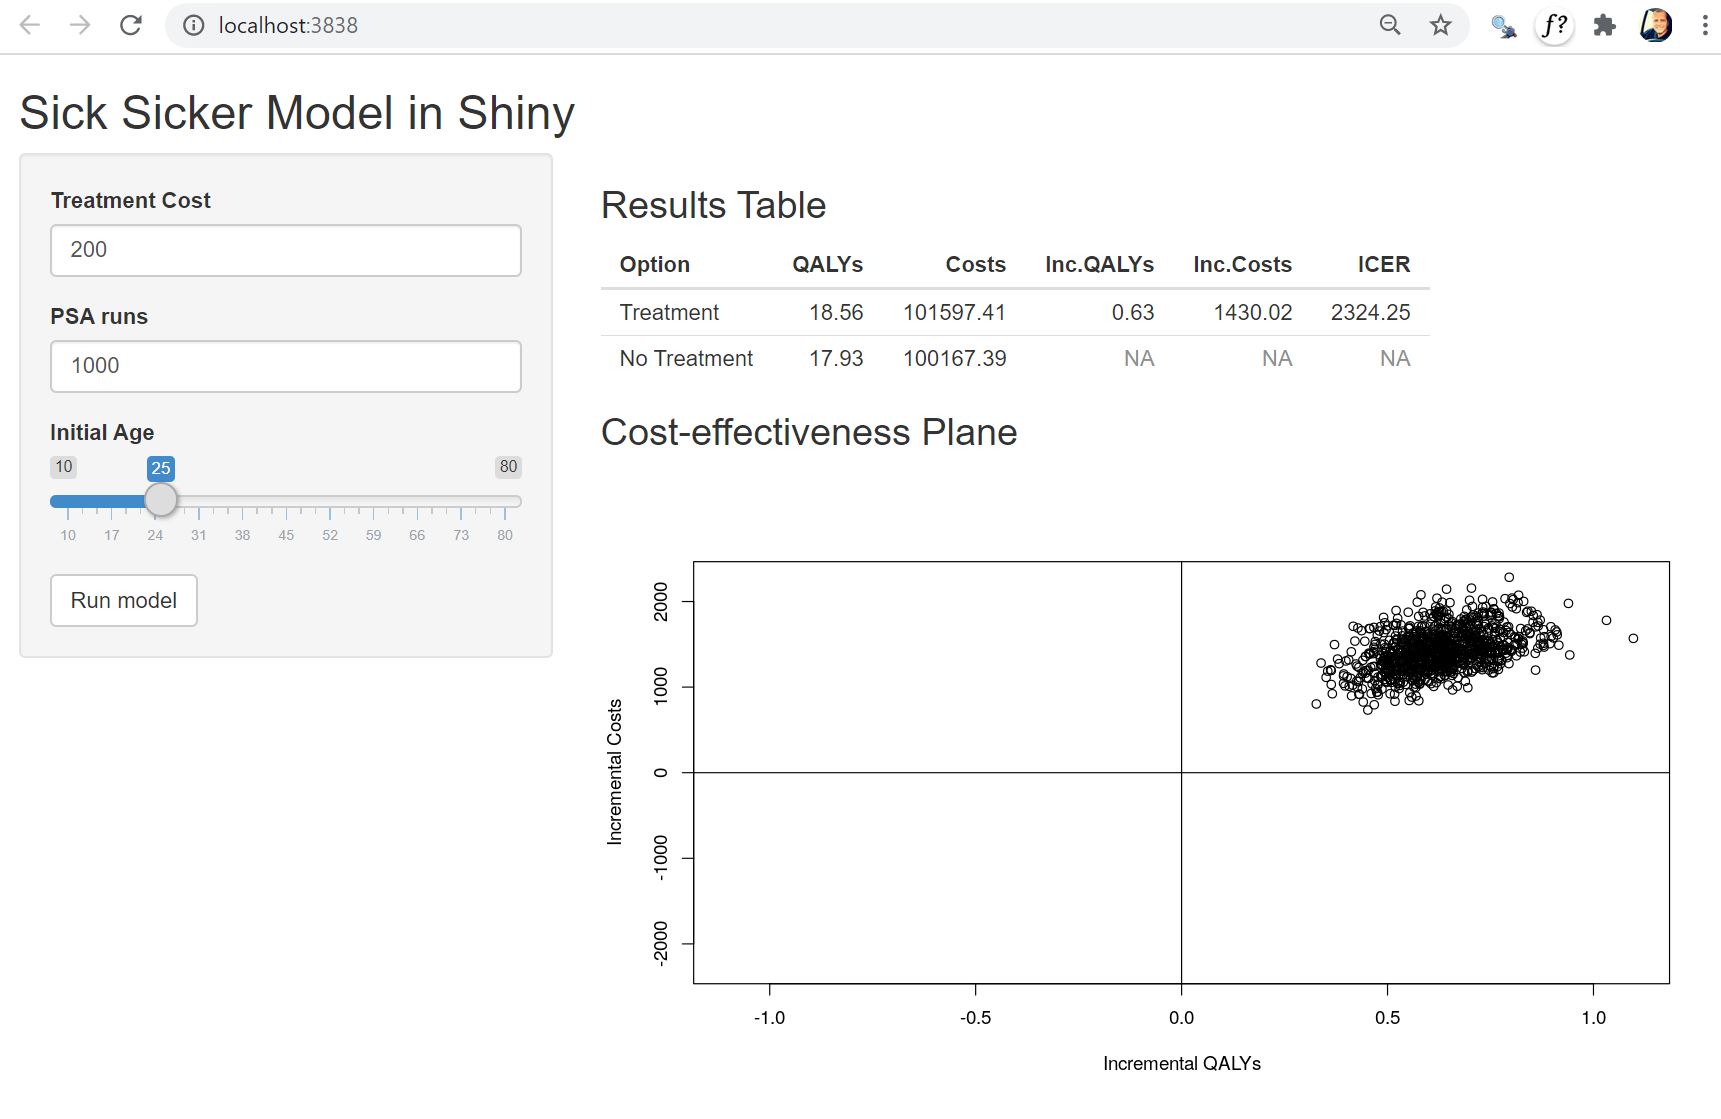 localhost:3838
f?
Sick Sicker Model in Shiny
Treatment Cost
200
PSA runs
1000
Initial Age
10 25 80
10 17 24 31 38 45 52 59 66 73 80
Run model
Results Table
Option QALYs Costs Inc.QALYs Inc.Costs ICER
Treatment 18.56 101597.41 0.63 1430.02 2324.25
No Treatment 17.93 100167.39 NA NA NA
Cost-effectiveness Plane
2000
1000
0
-1000
-2000
Incremental Costs
-1.0 -0.5 0.0 0.5 1.0
Incremental QALYs